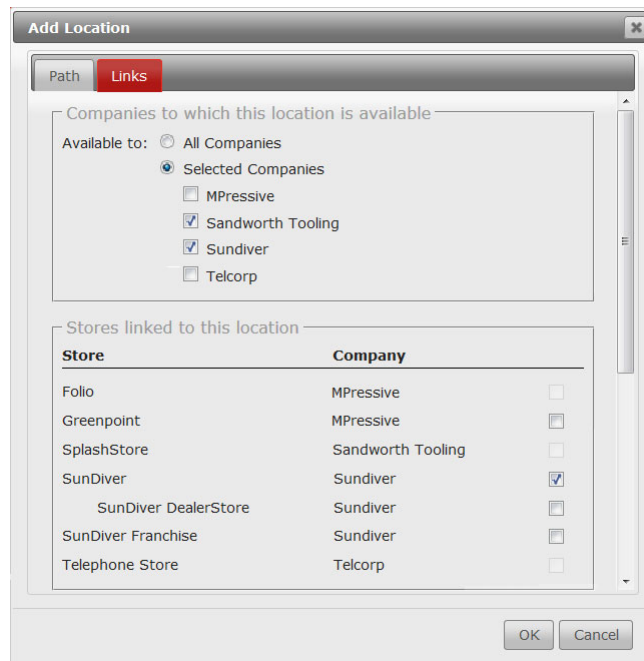 Add Location
Path Links
Companies to which this location is available
Available to: All Companies
Selected Companies
MPressive
Sandworth Tooling
Sundiver
Telcorp
Stores linked to this location
Store Company
Folio MPressive
Greenpoint MPressive
SplashStore Sandworth Tooling
SunDiver Sundiver
SunDiver DealerStore Sundiver
SunDiver Franchise Sundiver
Telephone Store Telcorp
OK Cancel